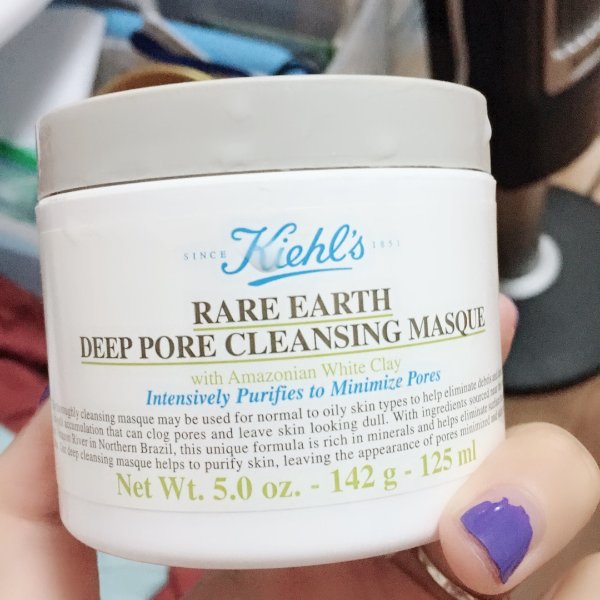 SINCE Kiehl's 1851
RARE EARTH
DEEP PORE CLEANSING MASQUE
with Amazonian White Clay
Intensively Purifies to Minimize Pores
cleansing masque may be used for normal to oily skin types to help eliminate debris
accumulation that can clog pores and leave skin looking dull. With ingredients sourced
River in Northern Brazil, this unique formula is rich in minerals and helps eliminate
deep cleansing masque helps to purify skin, leaving the appearance of pores minimized and
Net Wt. 5.0 oz. - 142 g - 125 ml